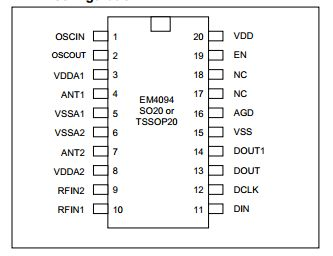 OSCIN 1 20 VDD
OSCOUT 2 19 EN
VDDA1 3 18 NC
ANT1 4 17 NC
VSSA1 5 16 AGD
VSSA2 6 15 VSS
ANT2 7 14 DOUT1
VDDA2 8 13 DOUT
RFIN2 9 12 DCLK
RFIN1 10 11 DIN
EM4094
SO20 or
TSSOP20